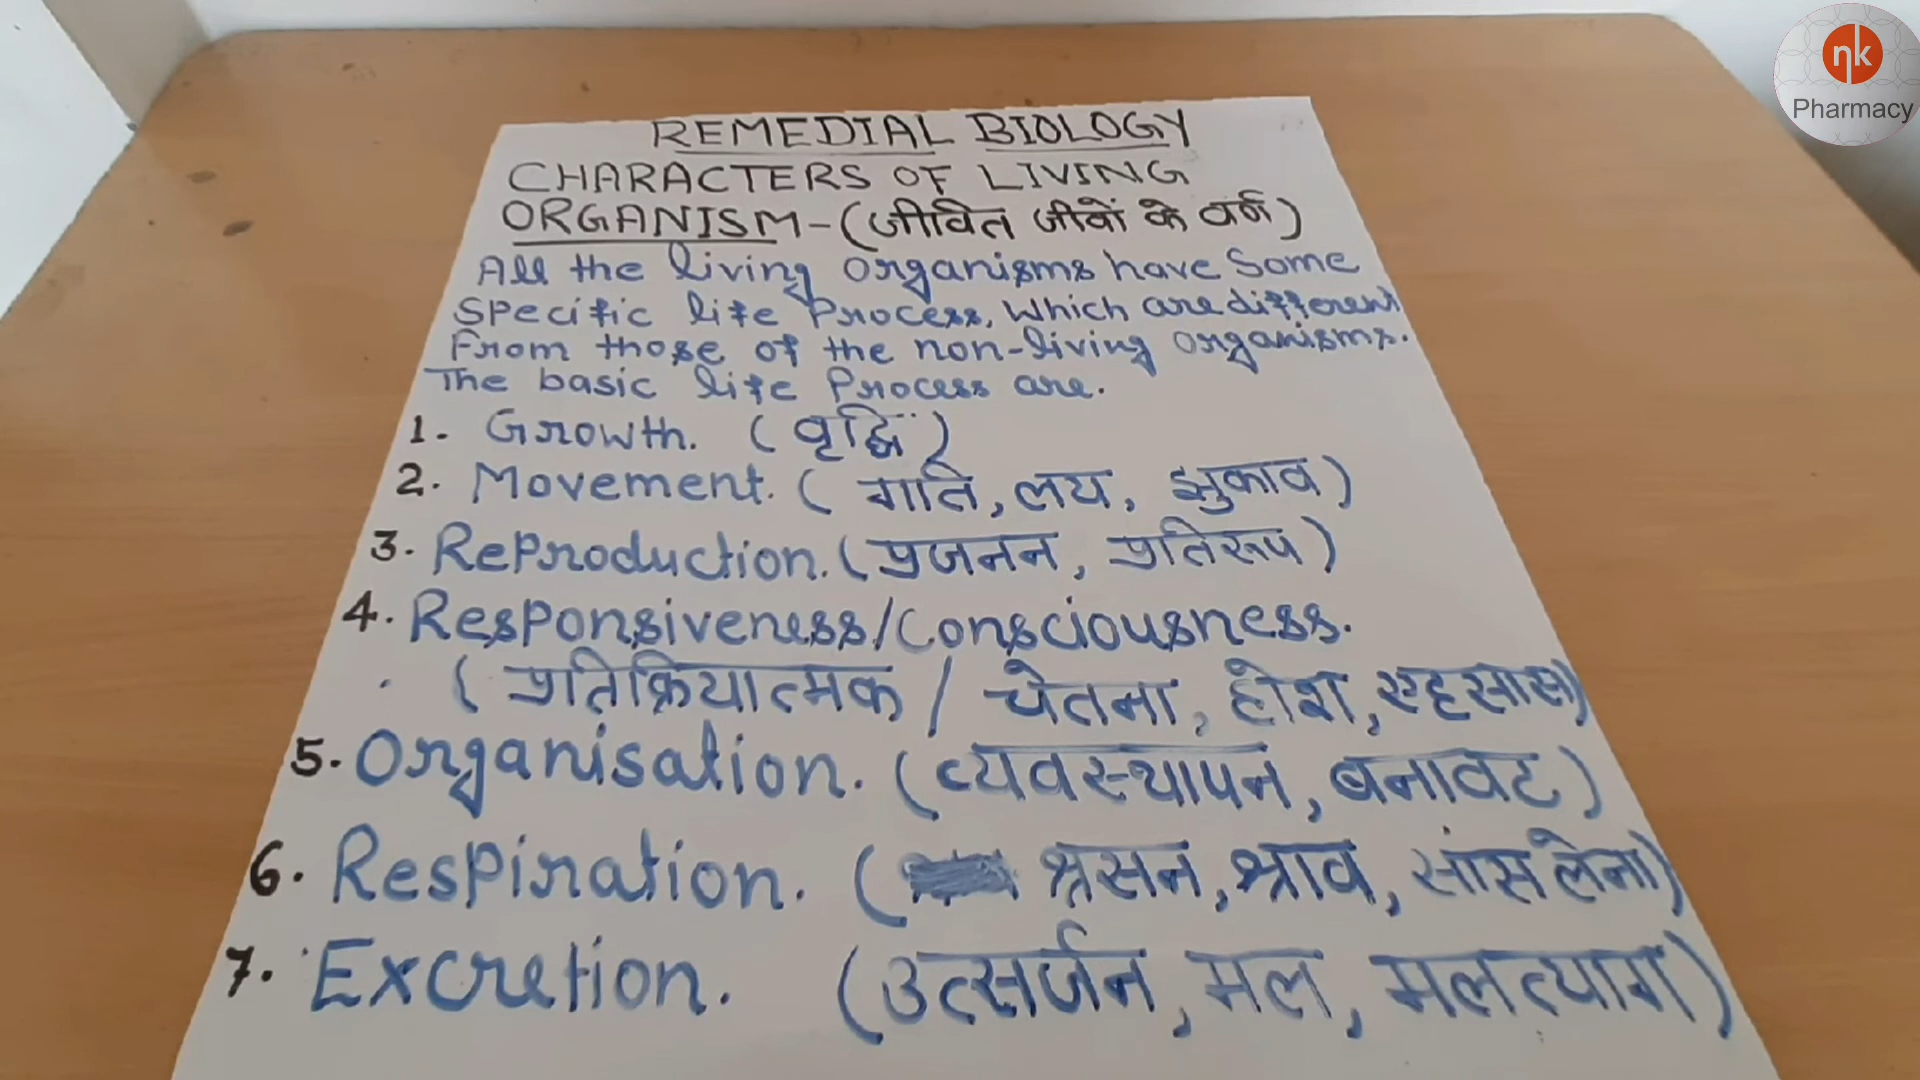 ηk
Pharmacy
REMEDIAL BIOLOGY
CHARACTERS OF LIVING
ORGANISM-(जीवित जीवों के वर्ण)
All the living organisms have some
specific life Process, which are different
From those of the non-living organisms.
The basic life Process are.
1. Growth. (वृद्धि)
2. Movement. (गति, लय, झुकाव)
3. Reproduction. (प्रजनन, प्रतिरूप)
4. Responsiveness/Consciousness.
(प्रतिक्रियात्मक / चेतना, होश, एहसास)
5. Organisation. (व्यवस्थापन, बनावट)
6. Respiration. (श्वसन, श्राव, सांस लेना)
7. Excretion. (उत्सर्जन, मल, मलत्याग)